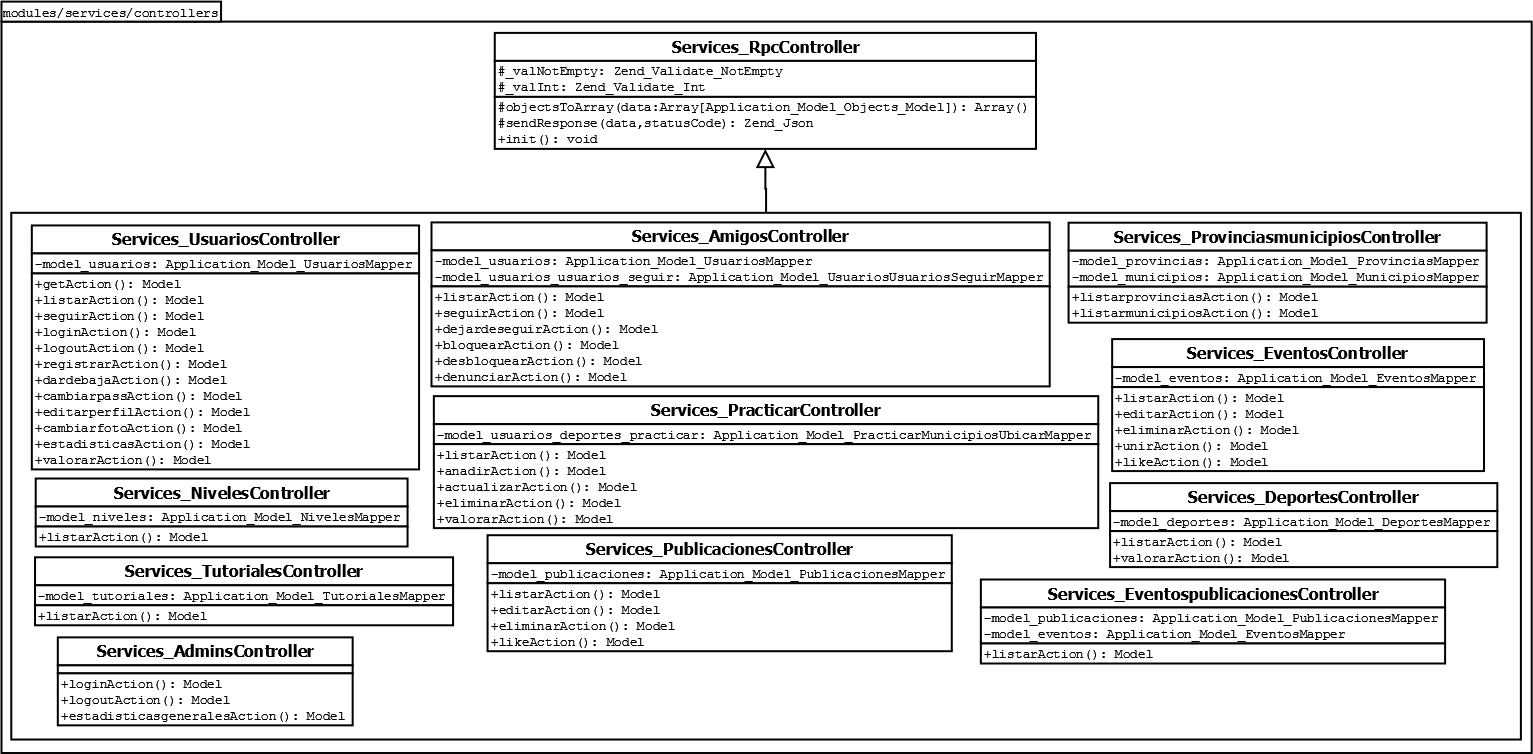 modules/services/controllers
Services_RpcController
#_valNotEmpty: Zend_Validate_NotEmpty
#_valInt: Zend_Validate_Int
#objectsToArray(data:Array[Application_Model_Objects_Model]): Array()
#sendResponse(data,statusCode): Zend_Json
+init(): void
Services_UsuariosController
-model_usuarios: Application_Model_UsuariosMapper
+getAction(): Model
+listarAction(): Model
+seguirAction(): Model
+loginAction(): Model
+logoutAction(): Model
+registrarAction(): Model
+dardebajaAction(): Model
+cambiarpassAction(): Model
+editarperfilAction(): Model
+cambiarfotoAction(): Model
+estadisticasAction(): Model
+valorarAction(): Model
Services_NivelesController
-model_niveles: Application_Model_NivelesMapper
+listarAction(): Model
Services_TutorialesController
-model_tutoriales: Application_Model_TutorialesMapper
+listarAction(): Model
Services_AdminsController
+loginAction(): Model
+logoutAction(): Model
+estadisticasgeneralesAction(): Model
Services_AmigosController
-model_usuarios: Application_Model_UsuariosMapper
-model_usuarios_usuarios_seguir: Application_Model_UsuariosUsuariosSeguirMapper
+listarAction(): Model
+seguirAction(): Model
+dejardeseguirAction(): Model
+bloquearAction(): Model
+desbloquearAction(): Model
+denunciarAction(): Model
Services_PracticarController
-model_usuarios_deportes_practicar: Application_Model_PracticarMunicipiosUbicarMapper
+listarAction(): Model
+anadirAction(): Model
+actualizarAction(): Model
+eliminarAction(): Model
+valorarAction(): Model
Services_PublicacionesController
-model_publicaciones: Application_Model_PublicacionesMapper
+listarAction(): Model
+editarAction(): Model
+eliminarAction(): Model
+likeAction(): Model
Services_ProvinciasmunicipiosController
-model_provincias: Application_Model_ProvinciasMapper
-model_municipios: Application_Model_MunicipiosMapper
+listarprovinciasAction(): Model
+listarmunicipiosAction(): Model
Services_EventosController
-model_eventos: Application_Model_EventosMapper
+listarAction(): Model
+editarAction(): Model
+eliminarAction(): Model
+unirAction(): Model
+likeAction(): Model
Services_DeportesController
-model_deportes: Application_Model_DeportesMapper
+listarAction(): Model
+valorarAction(): Model
Services_EventospublicacionesController
-model_publicaciones: Application_Model_PublicacionesMapper
-model_eventos: Application_Model_EventosMapper
+listarAction(): Model